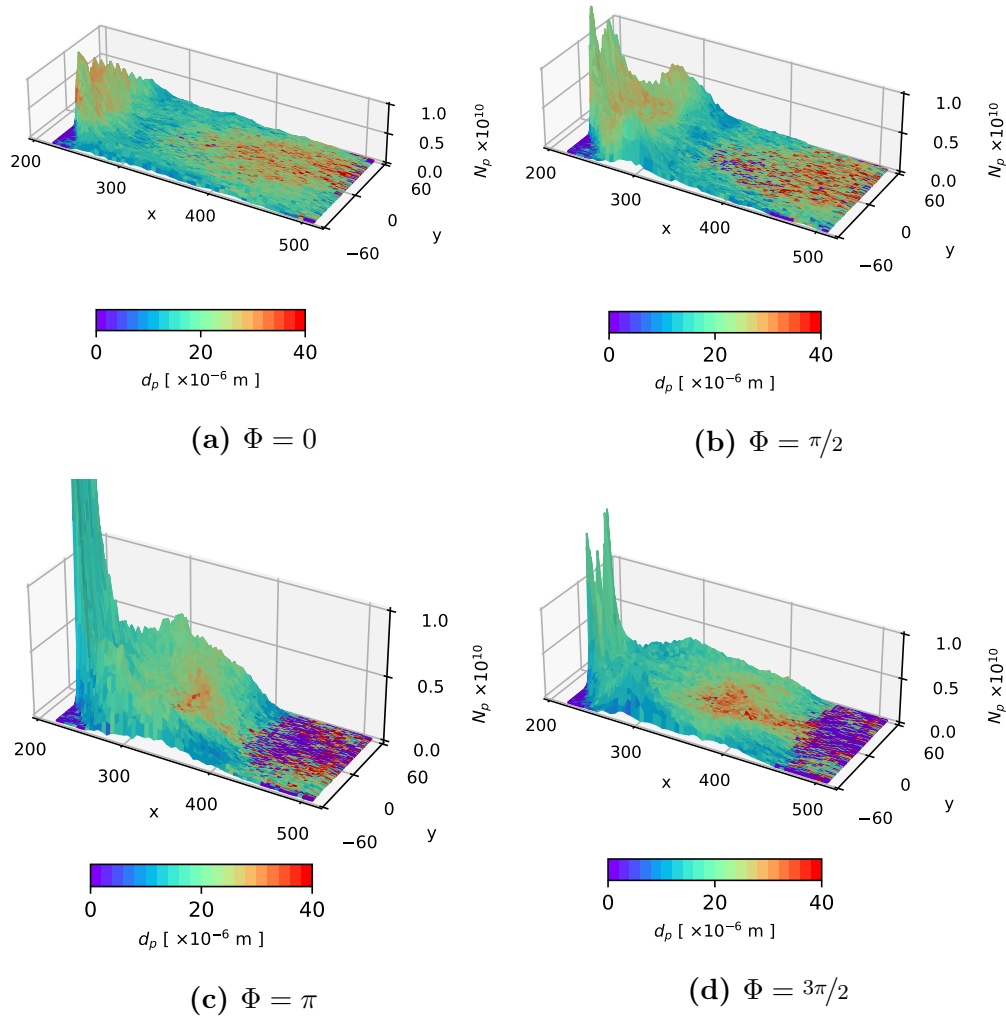 1.0
0.5
0.0
60
0
−60
200
300
400
500
x
y
N_p ×10^10
0 20 40
d_p [ ×10^−6 m ]
(a) Φ = 0
1.0
0.5
0.0
60
0
−60
200
300
400
500
x
y
N_p ×10^10
0 20 40
d_p [ ×10^−6 m ]
(b) Φ = π/2
1.0
0.5
0.0
60
0
−60
200
300
400
500
x
y
N_p ×10^10
0 20 40
d_p [ ×10^−6 m ]
(c) Φ = π
1.0
0.5
0.0
60
0
−60
200
300
400
500
x
y
N_p ×10^10
0 20 40
d_p [ ×10^−6 m ]
(d) Φ = 3π/2